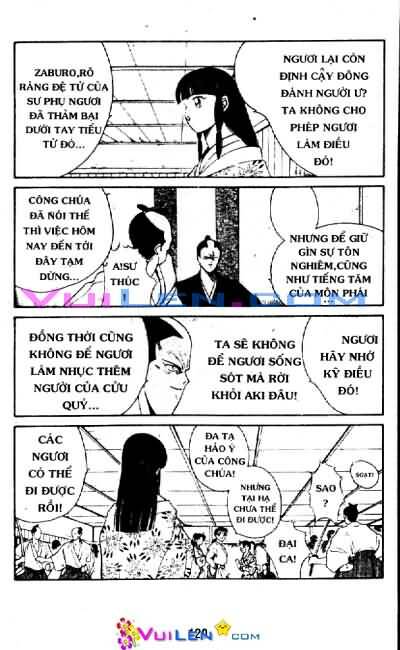 ZABURO,RÕ
RÀNG ĐỆ TỬ CỦA
SƯ PHỤ NGƯƠI
ĐÃ THẢM BẠI
DƯỚI TAY TIỂU
TỬ ĐÓ...
NGƯƠI LẠI CÒN
ĐỊNH CẬY ĐÔNG
ĐÁNH NGƯỜI Ư?
TA KHÔNG CHO
PHÉP NGƯƠI
LÀM ĐIỀU
ĐÓ!
CÔNG CHÚA
ĐÃ NÓI THẾ
THÌ VIỆC HÔM
NAY ĐẾN TỚI
ĐÂY TẠM
DỪNG...
A!SƯ
THÚC
!
NHƯNG ĐỂ GIỮ
GÌN SỰ TÔN
NGHIÊM,CŨNG
NHƯ TIẾNG TĂM
CỦA MÔN PHÁI
VUILEN.COM
ĐỒNG THỜI CŨNG
KHÔNG ĐỂ NGƯƠI
LÀM NHỤC THÊM
NGƯỜI CỦA CỬU
QUỶ...
TA SẼ KHÔNG
ĐỂ NGƯƠI SỐNG
SÓT MÀ RỜI
KHỎI AKI ĐÂU!
NGƯƠI
HÃY NHỚ
KỸ ĐIỀU
ĐÓ!
CÁC
NGƯƠI
CÓ THỂ
ĐI ĐƯỢC
RỒI!
ĐA TẠ
HẢO Ý
CỦA CÔNG
CHÚA!
NHƯNG
TẠI HẠ
CHƯA THỂ
ĐI ĐƯỢC!
SAO
?
SOẠT!
ĐẠI
CA!
120
VUILEN.COM